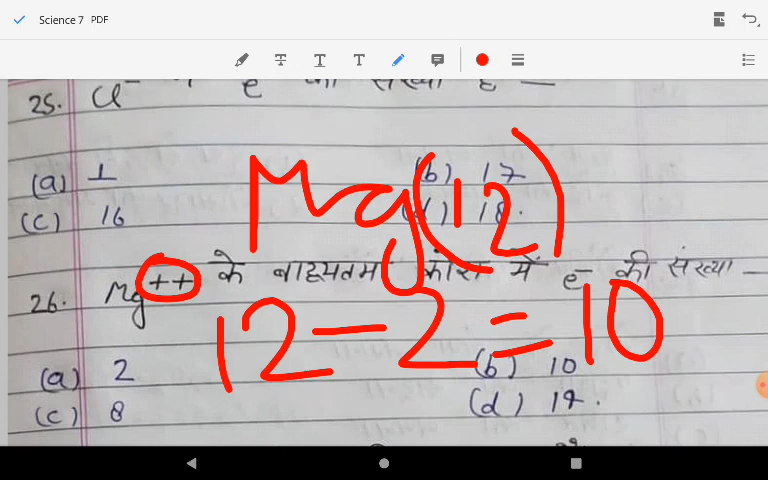 Science 7 PDF
25. Cl⁻ में e⁻ की संख्या है —
(a) 1 (b) 17
(c) 16 (d) 18.
Mg(12)
26. Mg⁺⁺ के बाह्यतम कोश में e⁻ की संख्या —
12-2=10
(a) 2 (b) 10
(c) 8 (d) 12.